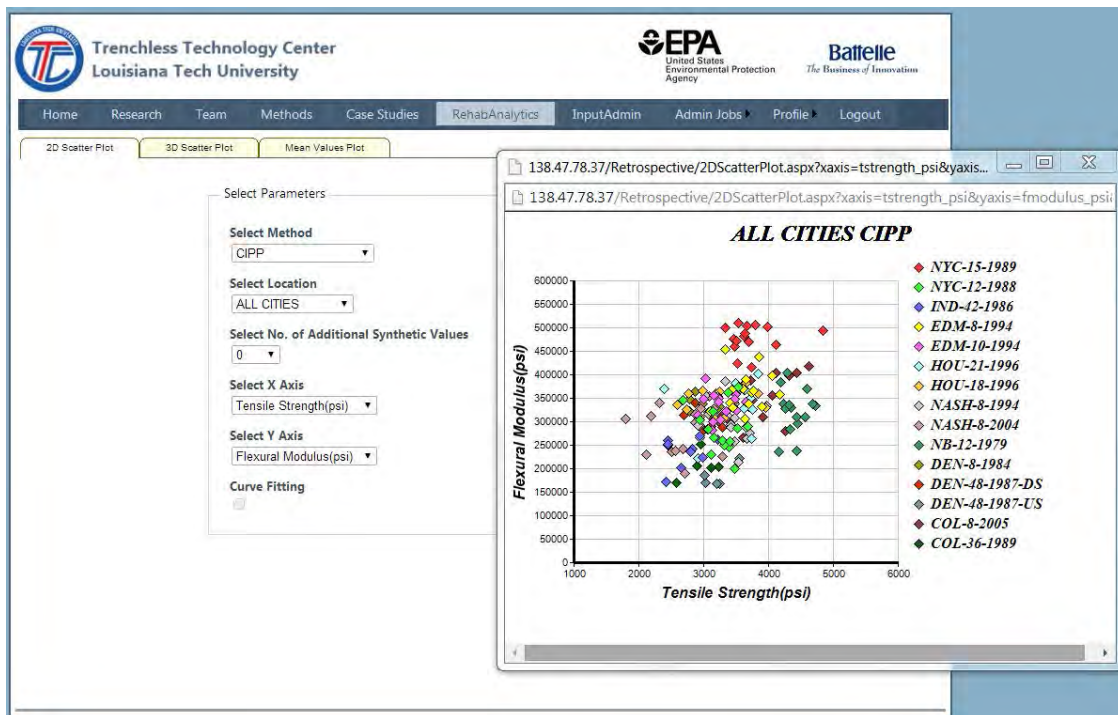 LOUISIANA TECH UNIVERSITY
TTC
Trenchless Technology Center
Louisiana Tech University
EPA
United States
Environmental Protection
Agency
Battelle
The Business of Innovation
Home Research Team Methods Case Studies RehabAnalytics InputAdmin Admin Jobs Profile Logout
2D Scatter Plot 3D Scatter Plot Mean Values Plot
Select Parameters
Select Method
CIPP
Select Location
ALL CITIES
Select No. of Additional Synthetic Values
0
Select X Axis
Tensile Strength(psi)
Select Y Axis
Flexural Modulus(psi)
Curve Fitting
138.47.78.37/Retrospective/2DScatterPlot.aspx?xaxis=tstrength_psi&yaxis...
138.47.78.37/Retrospective/2DScatterPlot.aspx?xaxis=tstrength_psi&yaxis=fmodulus_psi
ALL CITIES CIPP
Flexural Modulus(psi)
600000
550000
500000
450000
400000
350000
300000
250000
200000
150000
100000
50000
0
1000 2000 3000 4000 5000 6000
Tensile Strength(psi)
NYC-15-1989
NYC-12-1988
IND-42-1986
EDM-8-1994
EDM-10-1994
HOU-21-1996
HOU-18-1996
NASH-8-1994
NASH-8-2004
NB-12-1979
DEN-8-1984
DEN-48-1987-DS
DEN-48-1987-US
COL-8-2005
COL-36-1989